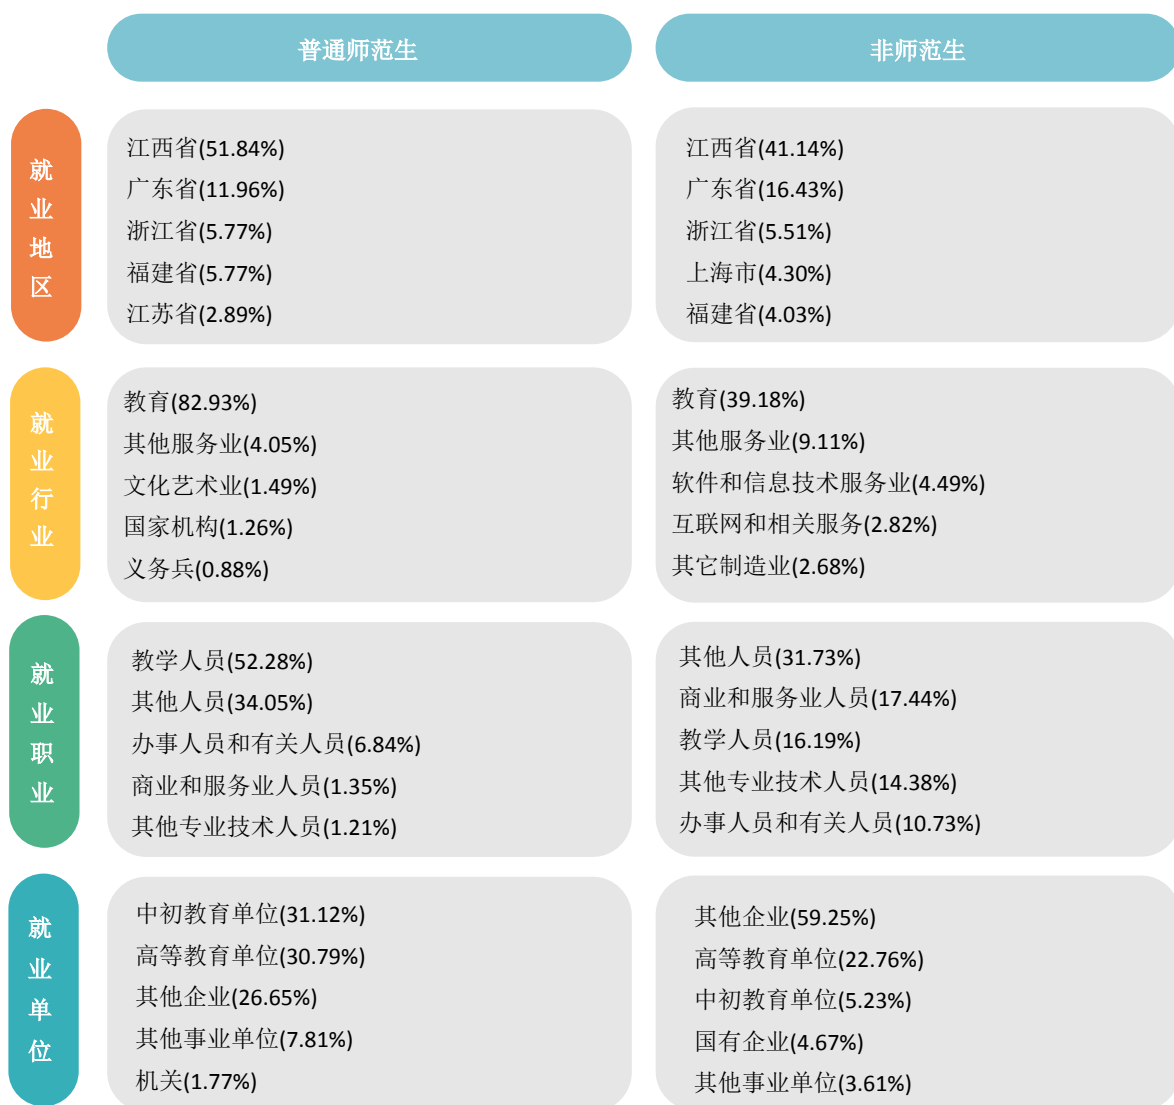 普通师范生
非师范生
就业地区
江西省(51.84%)
广东省(11.96%)
浙江省(5.77%)
福建省(5.77%)
江苏省(2.89%)
江西省(41.14%)
广东省(16.43%)
浙江省(5.51%)
上海市(4.30%)
福建省(4.03%)
就业行业
教育(82.93%)
其他服务业(4.05%)
文化艺术业(1.49%)
国家机构(1.26%)
义务兵(0.88%)
教育(39.18%)
其他服务业(9.11%)
软件和信息技术服务业(4.49%)
互联网和相关服务(2.82%)
其它制造业(2.68%)
就业职业
教学人员(52.28%)
其他人员(34.05%)
办事人员和有关人员(6.84%)
商业和服务业人员(1.35%)
其他专业技术人员(1.21%)
其他人员(31.73%)
商业和服务业人员(17.44%)
教学人员(16.19%)
其他专业技术人员(14.38%)
办事人员和有关人员(10.73%)
就业单位
中初教育单位(31.12%)
高等教育单位(30.79%)
其他企业(26.65%)
其他事业单位(7.81%)
机关(1.77%)
其他企业(59.25%)
高等教育单位(22.76%)
中初教育单位(5.23%)
国有企业(4.67%)
其他事业单位(3.61%)